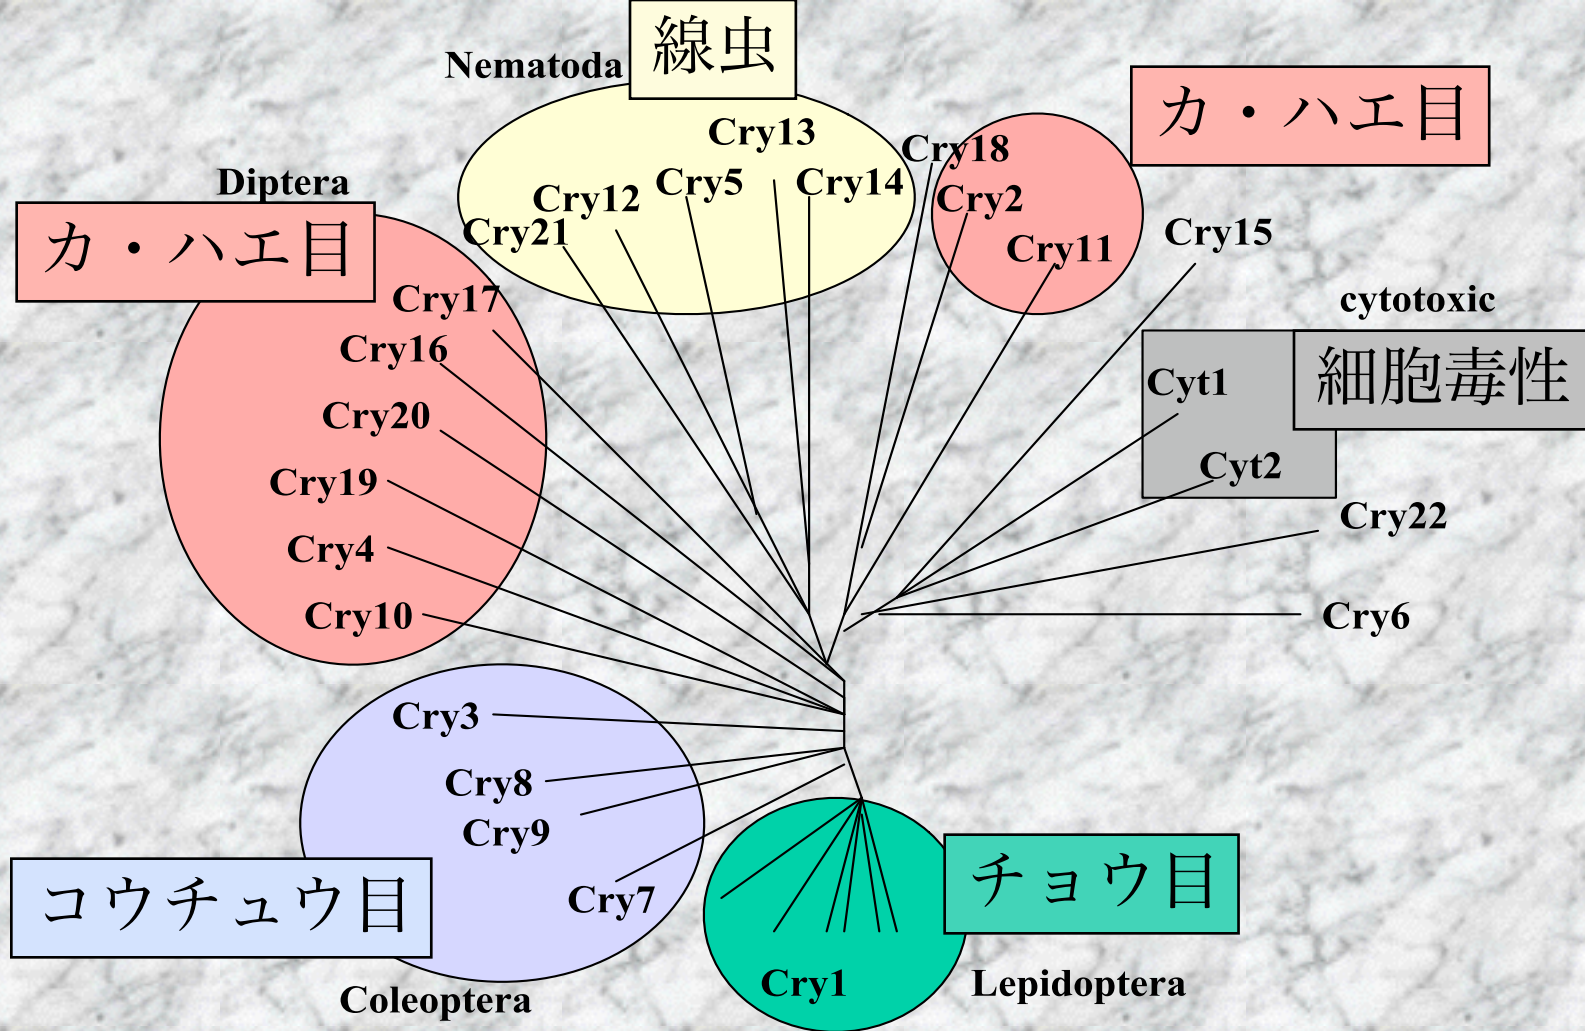 線虫
Nematoda
カ・ハエ目
Cry13
Cry18
Diptera
Cry12
Cry5
Cry14
Cry2
カ・ハエ目
Cry21
Cry11
Cry15
Cry17
cytotoxic
Cry16
細胞毒性
Cyt1
Cry20
Cyt2
Cry19
Cry22
Cry4
Cry10
Cry6
Cry3
Cry8
Cry9
チョウ目
コウチュウ目
Cry7
Cry1
Lepidoptera
Coleoptera